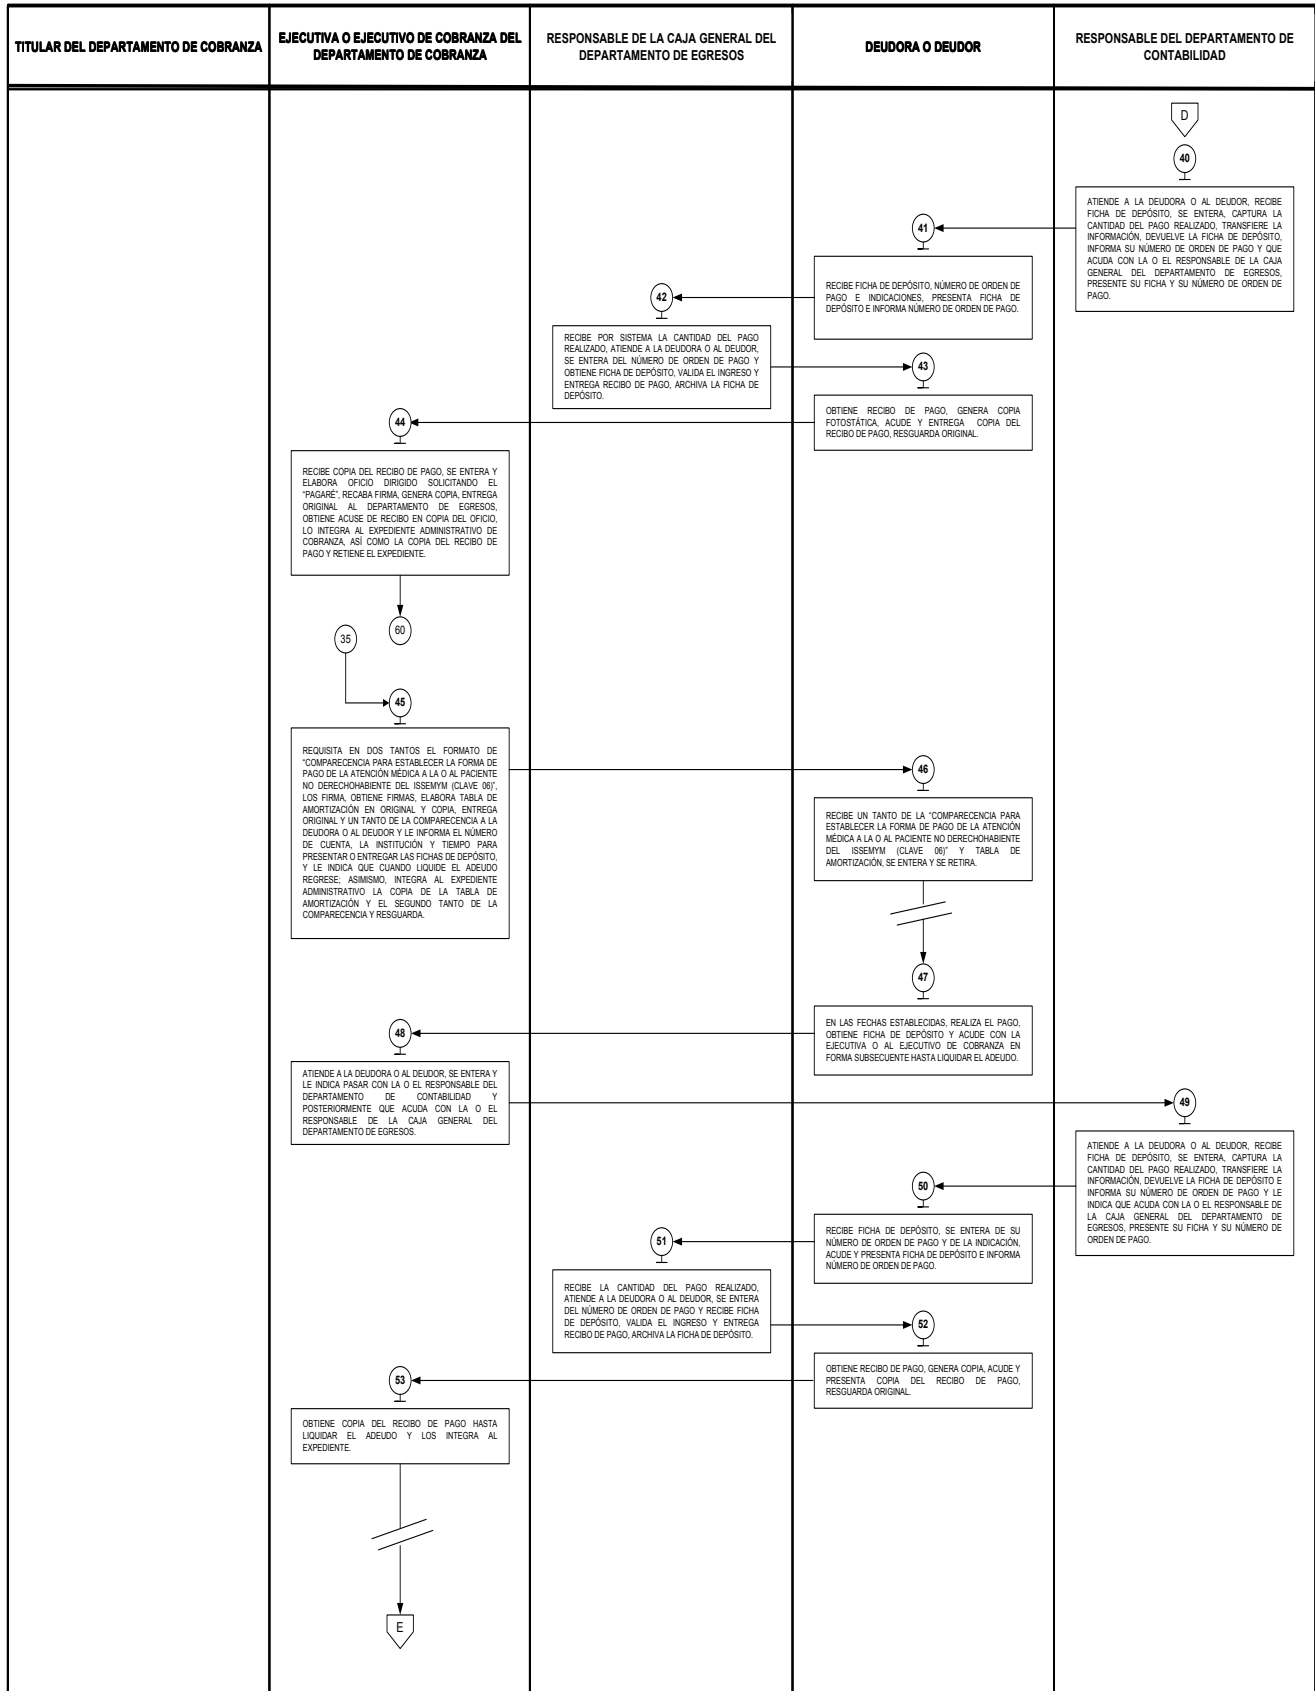 TITULAR DEL DEPARTAMENTO DE COBRANZA
EJECUTIVA O EJECUTIVO DE COBRANZA DEL
DEPARTAMENTO DE COBRANZA
RESPONSABLE DE LA CAJA GENERAL DEL
DEPARTAMENTO DE EGRESOS
DEUDORA O DEUDOR
RESPONSABLE DEL DEPARTAMENTO DE
CONTABILIDAD
D
40
ATIENDE A LA DEUDORA O AL DEUDOR, RECIBE
FICHA DE DEPÓSITO, SE ENTERA, CAPTURA LA
CANTIDAD DEL PAGO REALIZADO, TRANSFIERE LA
INFORMACIÓN, DEVUELVE LA FICHA DE DEPÓSITO,
INFORMA SU NÚMERO DE ORDEN DE PAGO Y QUE
ACUDA CON LA O EL RESPONSABLE DE LA CAJA
GENERAL DEL DEPARTAMENTO DE EGRESOS,
PRESENTE SU FICHA Y SU NÚMERO DE ORDEN DE
PAGO.
41
RECIBE FICHA DE DEPÓSITO, NÚMERO DE ORDEN DE
PAGO E INDICACIONES, PRESENTA FICHA DE
DEPÓSITO E INFORMA NÚMERO DE ORDEN DE PAGO.
42
RECIBE POR SISTEMA LA CANTIDAD DEL PAGO
REALIZADO, ATIENDE A LA DEUDORA O AL DEUDOR,
SE ENTERA DEL NÚMERO DE ORDEN DE PAGO Y
OBTIENE FICHA DE DEPÓSITO, VALIDA EL INGRESO Y
ENTREGA RECIBO DE PAGO, ARCHIVA LA FICHA DE
DEPÓSITO.
43
OBTIENE RECIBO DE PAGO, GENERA COPIA
FOTOSTÁTICA, ACUDE Y ENTREGA COPIA DEL
RECIBO DE PAGO, RESGUARDA ORIGINAL.
44
RECIBE COPIA DEL RECIBO DE PAGO, SE ENTERA Y
ELABORA OFICIO DIRIGIDO SOLICITANDO EL
"PAGARÉ", RECABA FIRMA, GENERA COPIA, ENTREGA
ORIGINAL AL DEPARTAMENTO DE EGRESOS,
OBTIENE ACUSE DE RECIBO EN COPIA DEL OFICIO,
LO INTEGRA AL EXPEDIENTE ADMINISTRATIVO DE
COBRANZA, ASÍ COMO LA COPIA DEL RECIBO DE
PAGO Y RETIENE EL EXPEDIENTE.
60
35
45
REQUISITA EN DOS TANTOS EL FORMATO DE
"COMPARECENCIA PARA ESTABLECER LA FORMA DE
PAGO DE LA ATENCIÓN MÉDICA A LA O AL PACIENTE
NO DERECHOHABIENTE DEL ISSEMYM (CLAVE 06)",
LOS FIRMA, OBTIENE FIRMAS, ELABORA TABLA DE
AMORTIZACIÓN EN ORIGINAL Y COPIA, ENTREGA
ORIGINAL Y UN TANTO DE LA COMPARECENCIA A LA
DEUDORA O AL DEUDOR Y LE INFORMA EL NÚMERO
DE CUENTA, LA INSTITUCIÓN Y TIEMPO PARA
PRESENTAR O ENTREGAR LAS FICHAS DE DEPÓSITO,
Y LE INDICA QUE CUANDO LIQUIDE EL ADEUDO
REGRESE; ASIMISMO, INTEGRA AL EXPEDIENTE
ADMINISTRATIVO LA COPIA DE LA TABLA DE
AMORTIZACIÓN Y EL SEGUNDO TANTO DE LA
COMPARECENCIA Y RESGUARDA.
46
RECIBE UN TANTO DE LA "COMPARECENCIA PARA
ESTABLECER LA FORMA DE PAGO DE LA ATENCIÓN
MÉDICA A LA O AL PACIENTE NO DERECHOHABIENTE
DEL ISSEMYM (CLAVE 06)" Y TABLA DE
AMORTIZACIÓN, SE ENTERA Y SE RETIRA.
47
EN LAS FECHAS ESTABLECIDAS, REALIZA EL PAGO,
OBTIENE FICHA DE DEPÓSITO Y ACUDE CON LA
EJECUTIVA O AL EJECUTIVO DE COBRANZA EN
FORMA SUBSECUENTE HASTA LIQUIDAR EL ADEUDO.
48
ATIENDE A LA DEUDORA O AL DEUDOR, SE ENTERA Y
LE INDICA PASAR CON LA O EL RESPONSABLE DEL
DEPARTAMENTO DE CONTABILIDAD Y
POSTERIORMENTE QUE ACUDA CON LA O EL
RESPONSABLE DE LA CAJA GENERAL DEL
DEPARTAMENTO DE EGRESOS.
49
ATIENDE A LA DEUDORA O AL DEUDOR, RECIBE
FICHA DE DEPÓSITO, SE ENTERA, CAPTURA LA
CANTIDAD DEL PAGO REALIZADO, TRANSFIERE LA
INFORMACIÓN, DEVUELVE LA FICHA DE DEPÓSITO E
INFORMA SU NÚMERO DE ORDEN DE PAGO Y LE
INDICA QUE ACUDA CON LA O EL RESPONSABLE DE
LA CAJA GENERAL DEL DEPARTAMENTO DE
EGRESOS, PRESENTE SU FICHA Y SU NÚMERO DE
ORDEN DE PAGO.
50
RECIBE FICHA DE DEPÓSITO, SE ENTERA DE SU
NÚMERO DE ORDEN DE PAGO Y DE LA INDICACIÓN,
ACUDE Y PRESENTA FICHA DE DEPÓSITO E INFORMA
NÚMERO DE ORDEN DE PAGO.
51
RECIBE LA CANTIDAD DEL PAGO REALIZADO,
ATIENDE A LA DEUDORA O AL DEUDOR, SE ENTERA
DEL NÚMERO DE ORDEN DE PAGO Y RECIBE FICHA
DE DEPÓSITO, VALIDA EL INGRESO Y ENTREGA
RECIBO DE PAGO, ARCHIVA LA FICHA DE DEPÓSITO.
52
OBTIENE RECIBO DE PAGO, GENERA COPIA, ACUDE Y
PRESENTA COPIA DEL RECIBO DE PAGO,
RESGUARDA ORIGINAL.
53
OBTIENE COPIA DEL RECIBO DE PAGO HASTA
LIQUIDAR EL ADEUDO Y LOS INTEGRA AL
EXPEDIENTE.
E